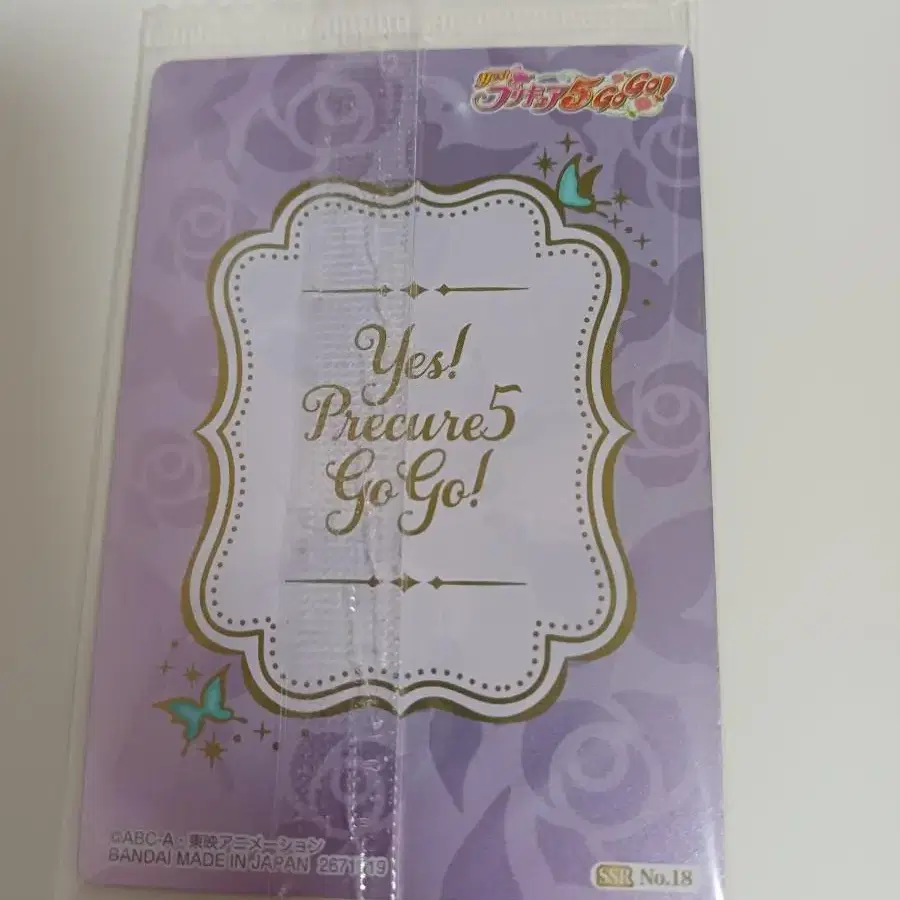 Yes!
プリキュア5GoGo!
Yes!
Precure5
GoGo!
©ABC-A・東映アニメーション
BANDAI MADE IN JAPAN
SSR No.18